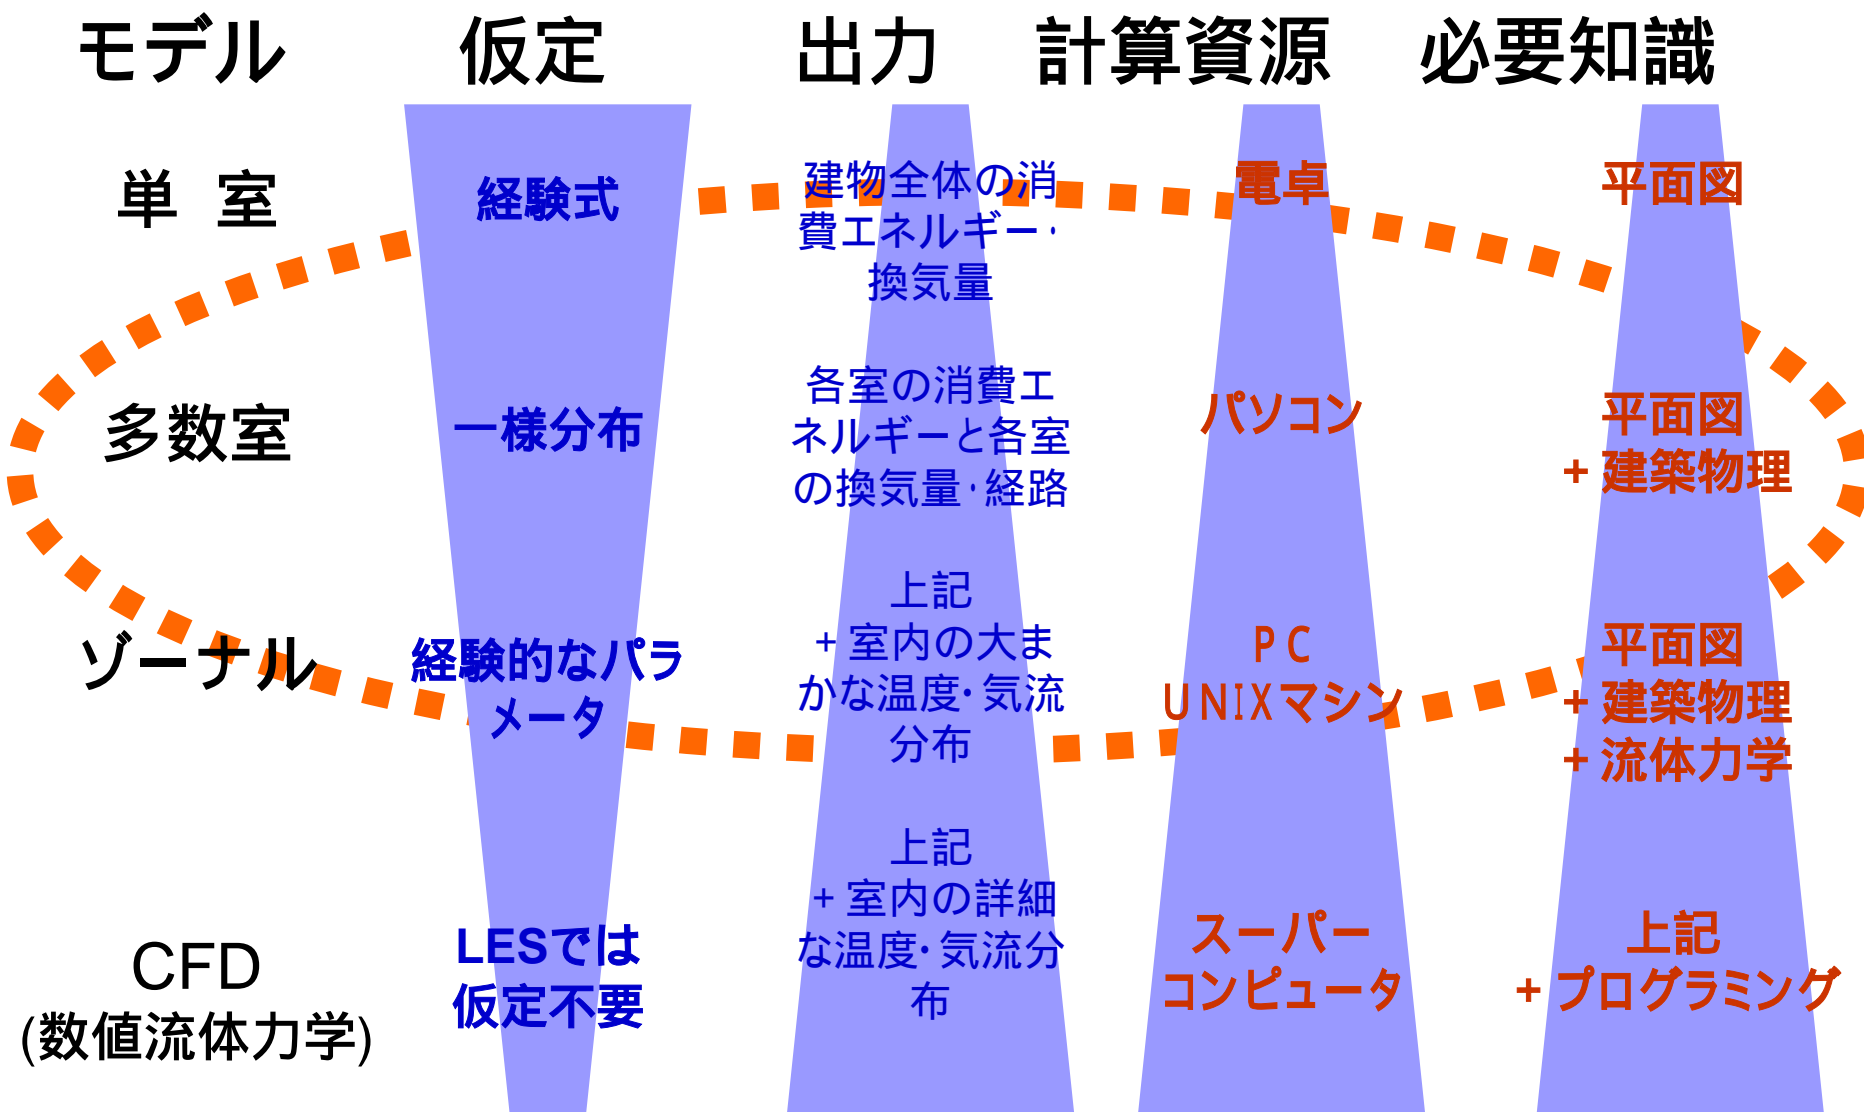 モデル 仮定 出力 計算資源 必要知識
単 室
経験式
建物全体の消
費エネルギー・
換気量
電卓
平面図
多数室
一様分布
各室の消費エ
ネルギーと各室
の換気量・経路
パソコン
平面図
+ 建築物理
ゾーナル
経験的なパラ
メータ
上記
+ 室内の大ま
かな温度・気流
分布
PC
UNIXマシン
平面図
+ 建築物理
+ 流体力学
CFD
(数値流体力学)
LESでは
仮定不要
上記
+ 室内の詳細
な温度・気流分
布
スーパー
コンピュータ
上記
+ プログラミング